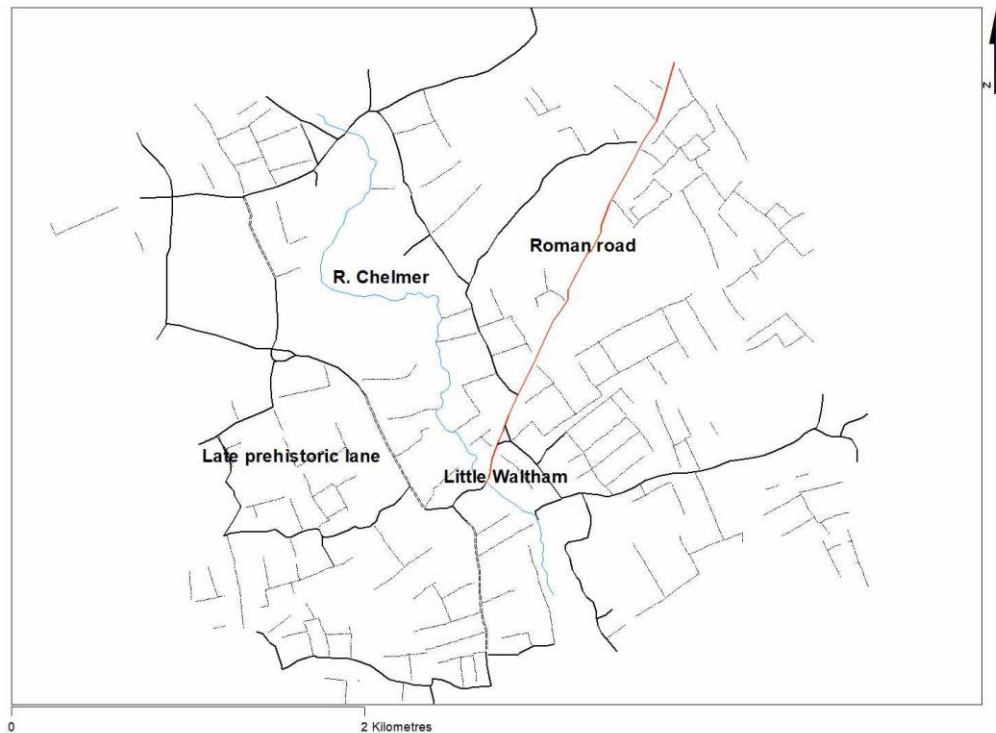 N
Roman road
R. Chelmer
Late prehistoric lane
Little Waltham
0
2 Kilometres